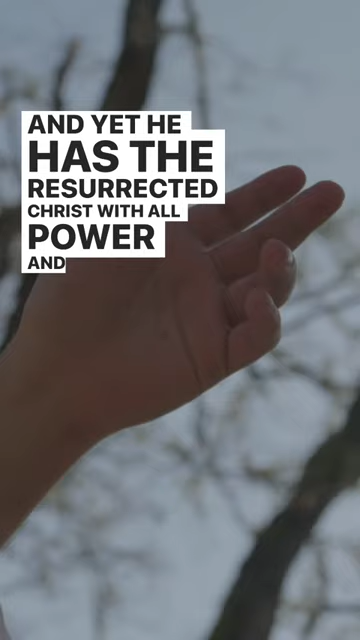 AND YET HE
HAS THE
RESURRECTED
CHRIST WITH ALL
POWER
AND